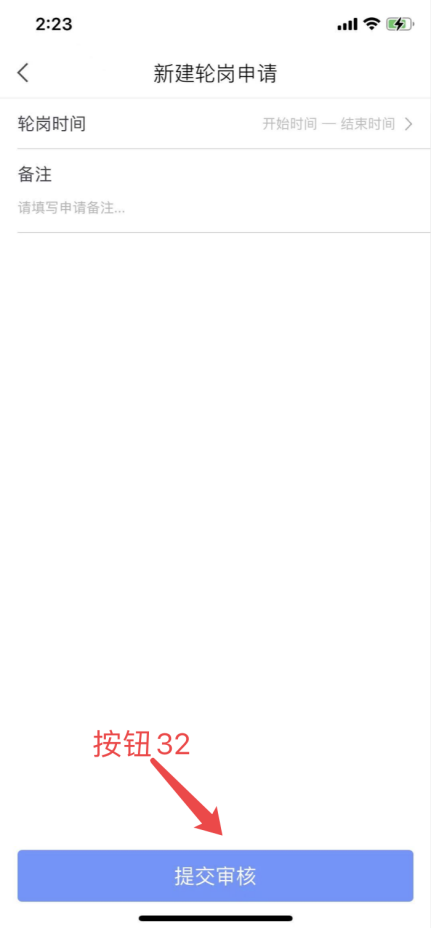 2:23
新建轮岗申请
轮岗时间 开始时间 — 结束时间
备注
请填写申请备注...
按钮32
提交审核